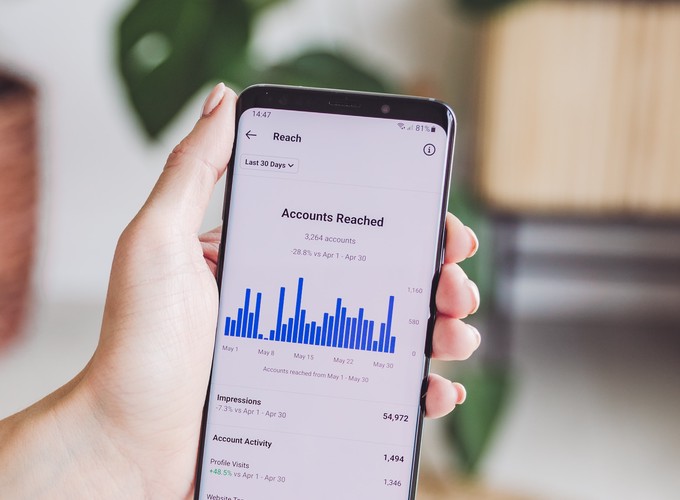 14:47 81%
Reach
Last 30 Days
Accounts Reached
3,264 accounts
-28.8% vs Apr 1 - Apr 30
1,160
580
0
May 1 May 8 May 15 May 22 May 30
Accounts reached from May 1 - May 30
Impressions 54,972
-7.3% vs Apr 1 - Apr 30
Account Activity 1,494
Profile Visits 1,346
+48.5% vs Apr 1 - Apr 30
Website